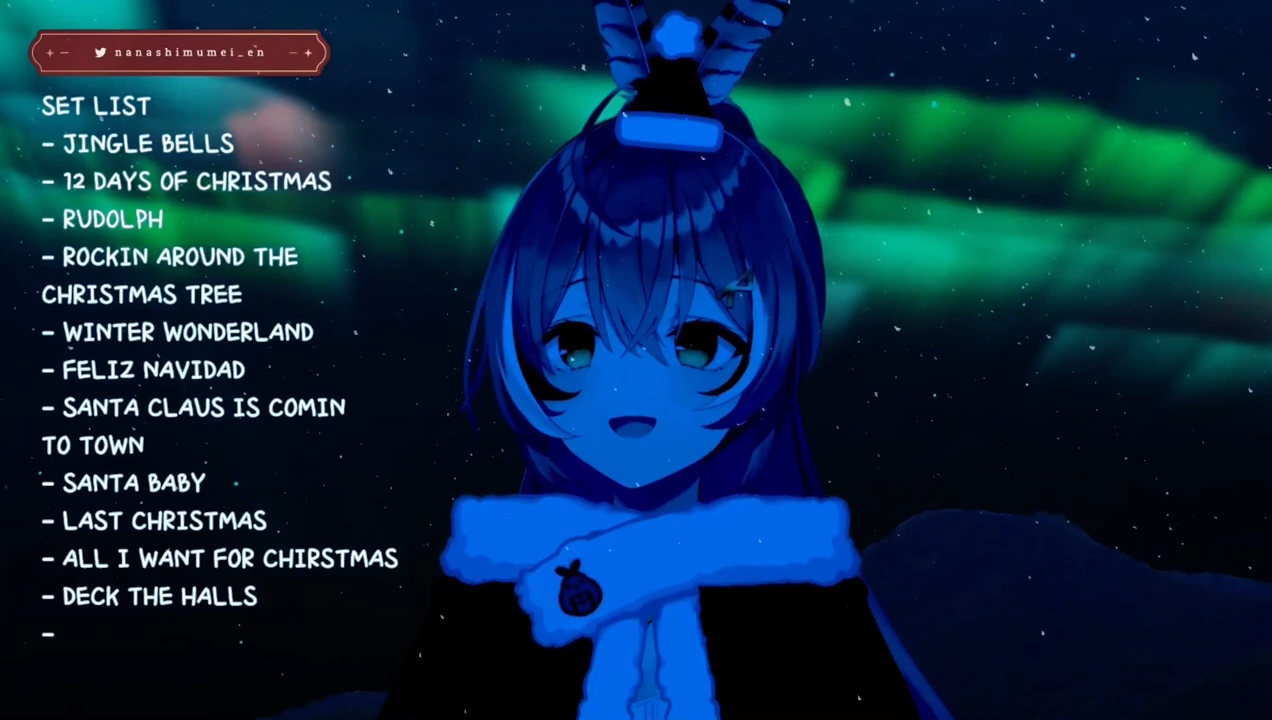 nanashimumei_en
SET LIST
- JINGLE BELLS
- 12 DAYS OF CHRISTMAS
- RUDOLPH
- ROCKIN AROUND THE
CHRISTMAS TREE
- WINTER WONDERLAND
- FELIZ NAVIDAD
- SANTA CLAUS IS COMIN
TO TOWN
- SANTA BABY
- LAST CHRISTMAS
- ALL I WANT FOR CHIRSTMAS
- DECK THE HALLS
-